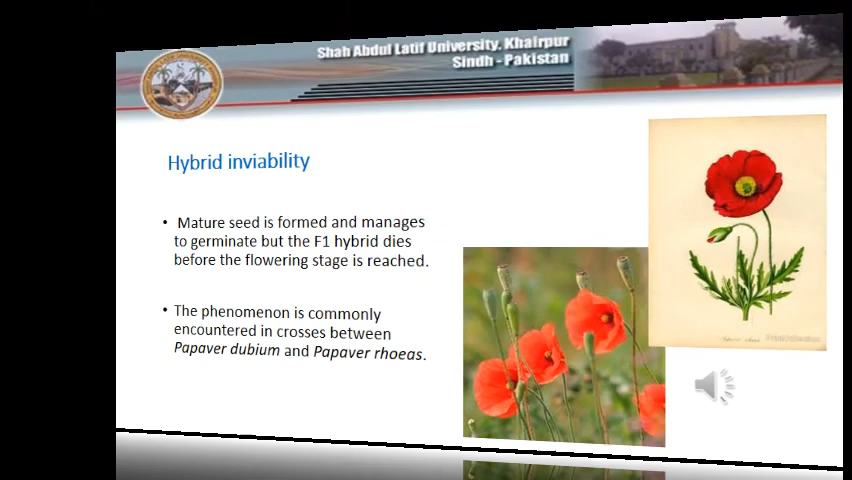 Shah Abdul Latif University, Khairpur
Sindh - Pakistan
Hybrid inviability
• Mature seed is formed and manages
to germinate but the F1 hybrid dies
before the flowering stage is reached.
• The phenomenon is commonly
encountered in crosses between
Papaver dubium and Papaver rhoeas.